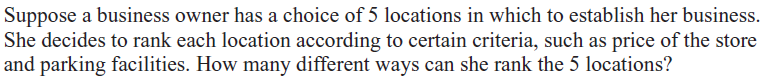 Suppose a business owner has a choice of 5 locations in which to establish her business.
She decides to rank each location according to certain criteria, such as price of the store
and parking facilities. How many different ways can she rank the 5 locations?